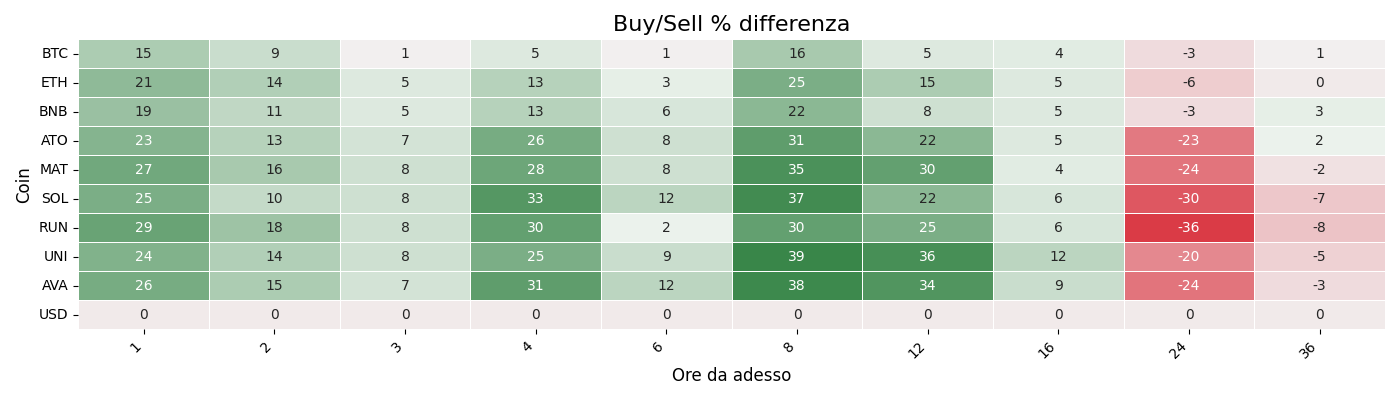 Buy/Sell % differenza
Coin
BTC 15 9 1 5 1 16 5 4 -3 1
ETH 21 14 5 13 3 25 15 5 -6 0
BNB 19 11 5 13 6 22 8 5 -3 3
ATO 23 13 7 26 8 31 22 5 -23 2
MAT 27 16 8 28 8 35 30 4 -24 -2
SOL 25 10 8 33 12 37 22 6 -30 -7
RUN 29 18 8 30 2 30 25 6 -36 -8
UNI 24 14 8 25 9 39 36 12 -20 -5
AVA 26 15 7 31 12 38 34 9 -24 -3
USD 0 0 0 0 0 0 0 0 0 0
1 2 3 4 6 8 12 16 24 36
Ore da adesso